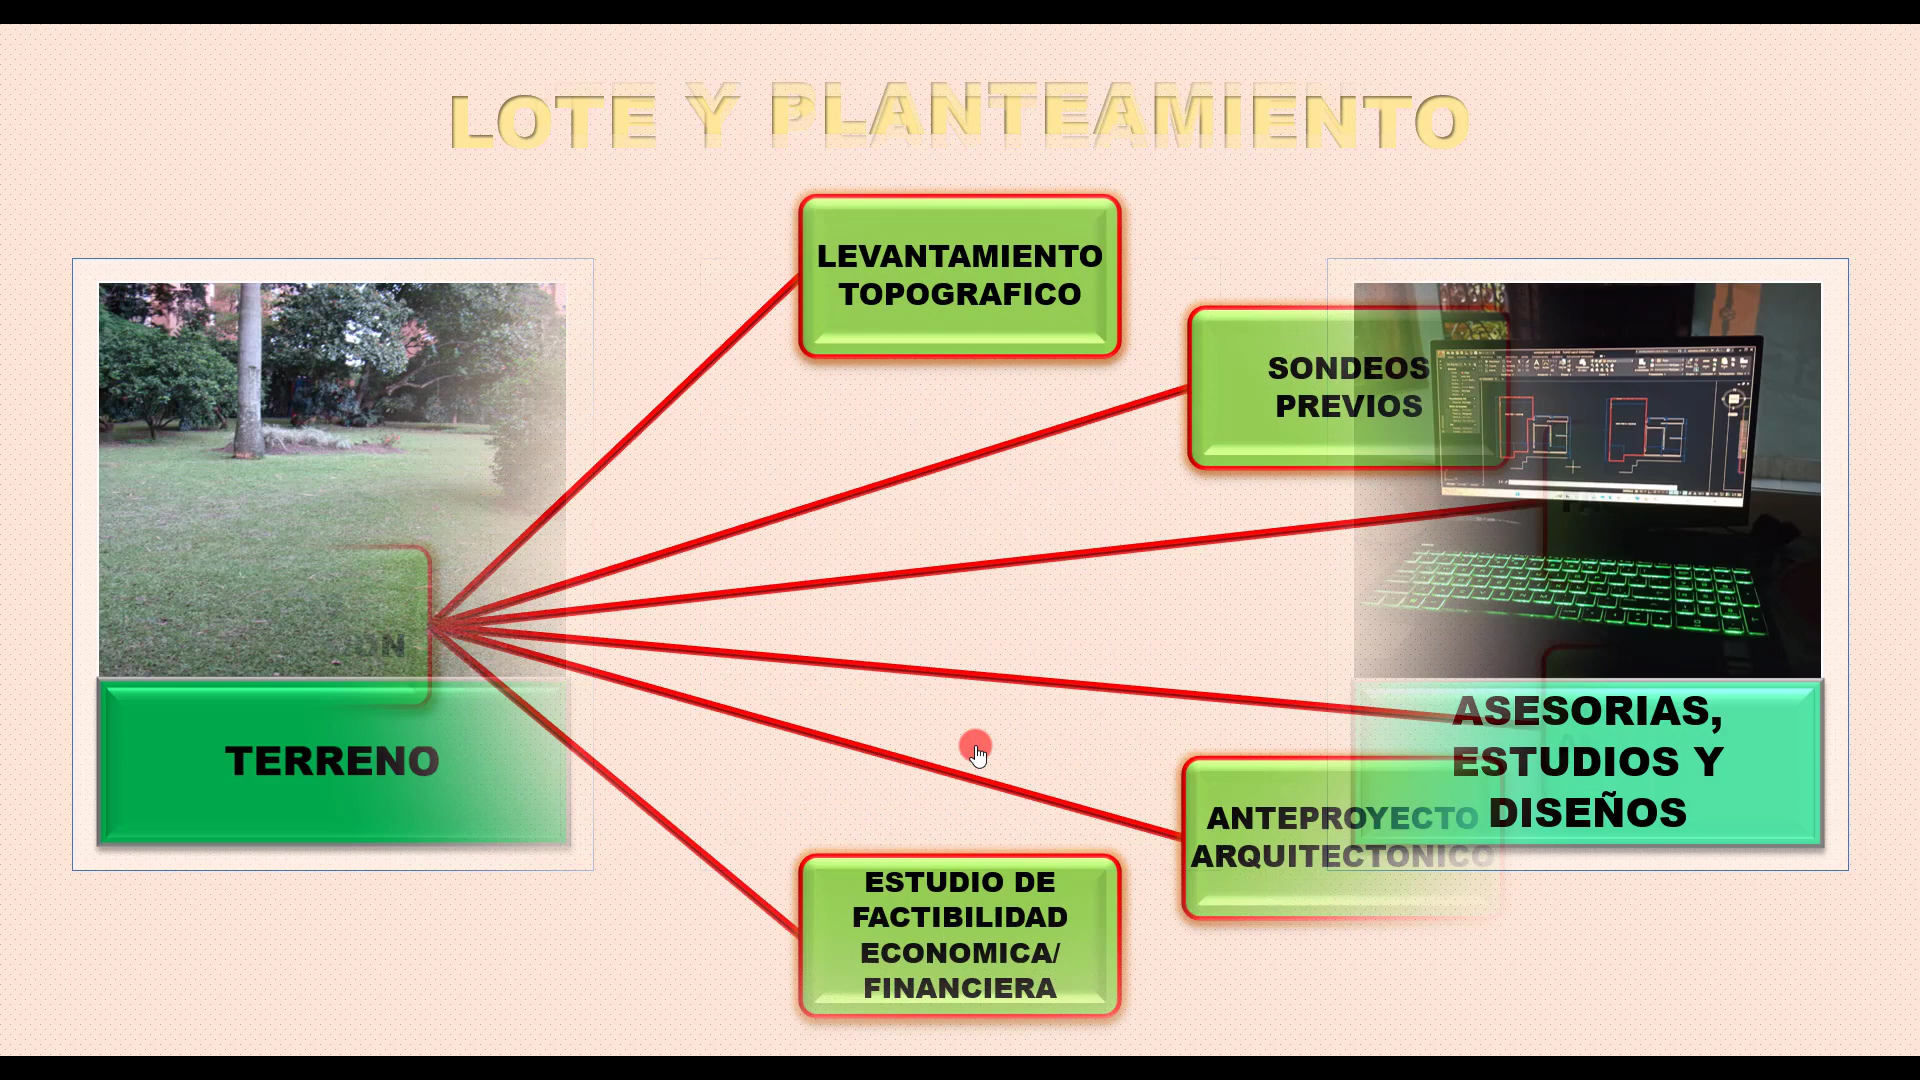 LOTE Y PLANTEAMIENTO
LEVANTAMIENTO
TOPOGRAFICO
SONDEOS
PREVIOS
TERRENO
ASESORIAS,
ESTUDIOS Y
DISEÑOS
ANTEPROYECTO
ARQUITECTONICO
ESTUDIO DE
FACTIBILIDAD
ECONOMICA/
FINANCIERA